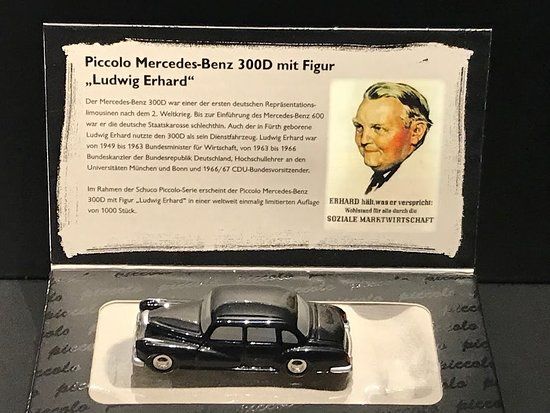 Piccolo Mercedes-Benz 300D mit Figur
„Ludwig Erhard“
Der Mercedes-Benz 300D war einer der ersten deutschen Repräsentations-
limousinen nach dem 2. Weltkrieg. Bis zur Einführung des Mercedes-Benz 600
war er die deutsche Staatskarosse schlechthin. Auch der in Fürth geborene
Ludwig Erhard nutzte den 300D als sein Dienstfahrzeug. Ludwig Erhard war
von 1949 bis 1963 Bundesminister für Wirtschaft, von 1963 bis 1966
Bundeskanzler der Bundesrepublik Deutschland, Hochschullehrer an den
Universitäten München und Bonn und 1966/67 CDU-Bundesvorsitzender.
Im Rahmen der Schuco Piccolo-Serie erscheint der Piccolo Mercedes-Benz
300D mit Figur „Ludwig Erhard“ in einer weltweit einmalig limitierten Auflage
von 1000 Stück.
ERHARD hält, was er verspricht:
Wohlstand für alle durch die
SOZIALE MARKTWIRTSCHAFT
piccolo piccolo piccolo